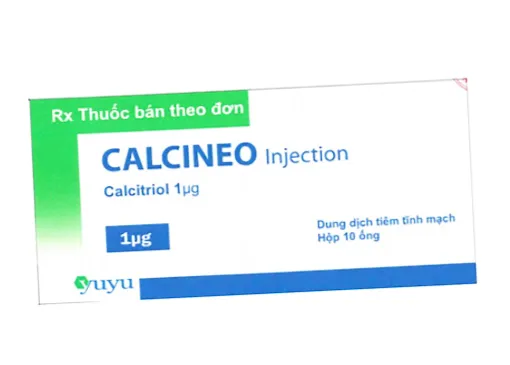 Rx Thuốc bán theo đơn
CALCINEO Injection
Calcitriol 1µg
1µg
Dung dịch tiêm tĩnh mạch
Hộp 10 ống
yuyu